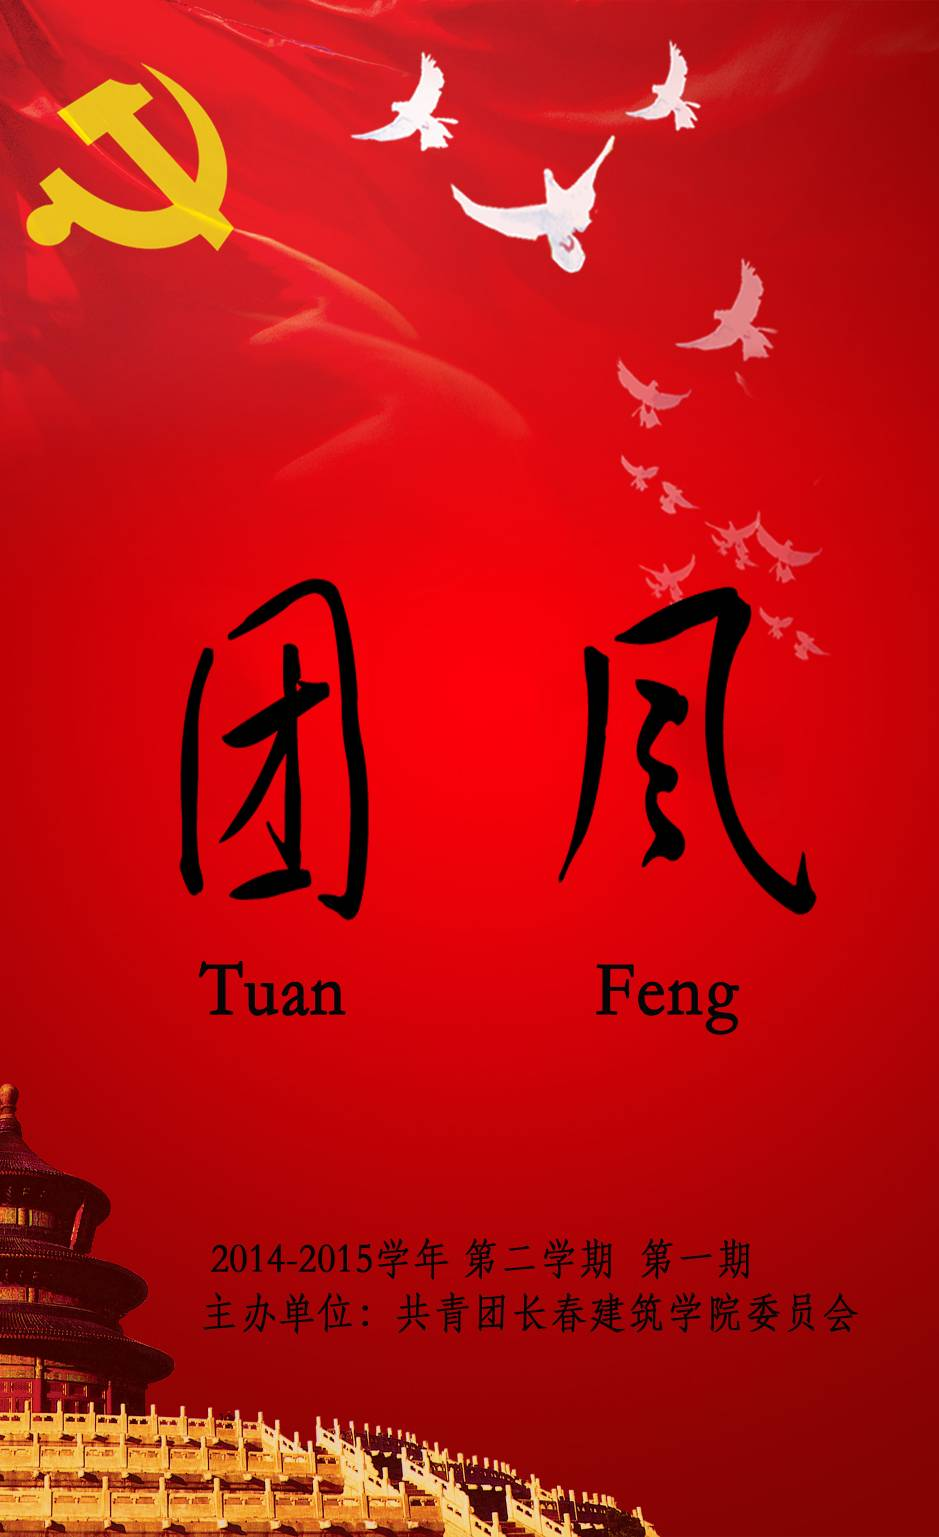 团 风
Tuan Feng
2014-2015学年 第二学期 第一期
主办单位：共青团长春建筑学院委员会